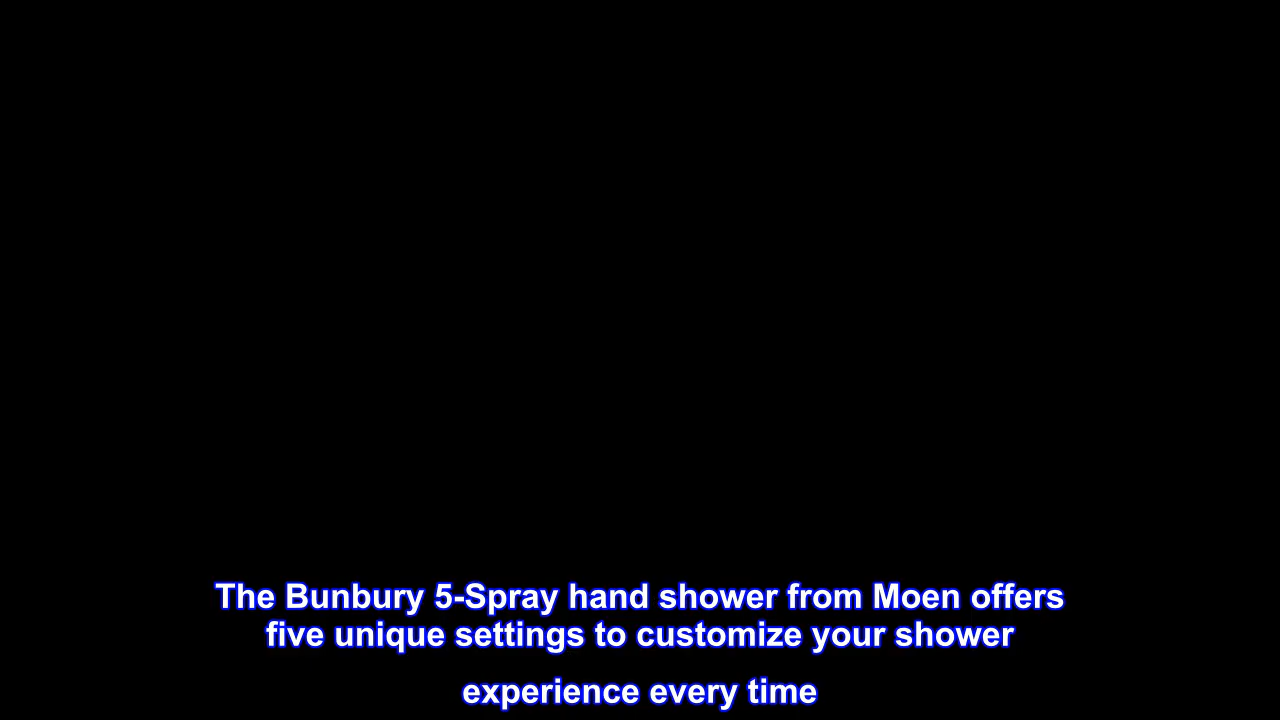 The Bunbury 5-Spray hand shower from Moen offers
five unique settings to customize your shower
experience every time